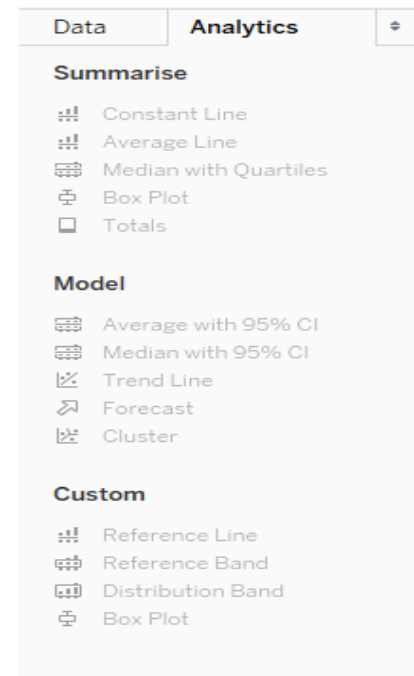 Data Analytics
Summarise
Constant Line
Average Line
Median with Quartiles
Box Plot
Totals
Model
Average with 95% CI
Median with 95% CI
Trend Line
Forecast
Cluster
Custom
Reference Line
Reference Band
Distribution Band
Box Plot